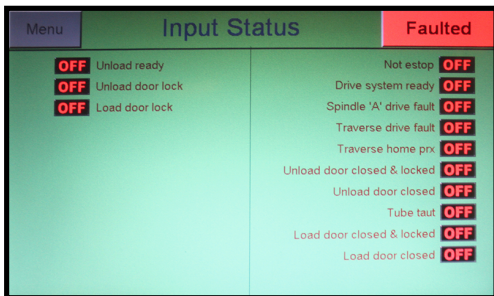 Menu
Input Status
Faulted
OFF Unload ready
OFF Unload door lock
OFF Load door lock
Not estop OFF
Drive system ready OFF
Spindle 'A' drive fault OFF
Traverse drive fault OFF
Traverse home prx OFF
Unload door closed & locked OFF
Unload door closed OFF
Tube taut OFF
Load door closed & locked OFF
Load door closed OFF